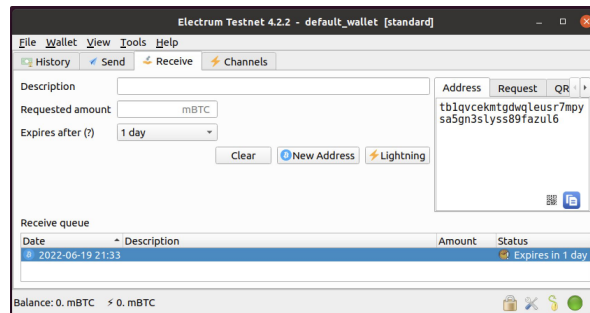 Electrum Testnet 4.2.2 - default_wallet [standard]
File Wallet View Tools Help
History Send Receive Channels
Description
Requested amount mBTC
Expires after (?) 1 day
Clear New Address Lightning
Address Request QR
tb1qvcekmtgdwqleusr7mpy
sa5gn3slyss89fazul6
Receive queue
Date Description Amount Status
2022-06-19 21:33 Expires in 1 day
Balance: 0. mBTC 0. mBTC